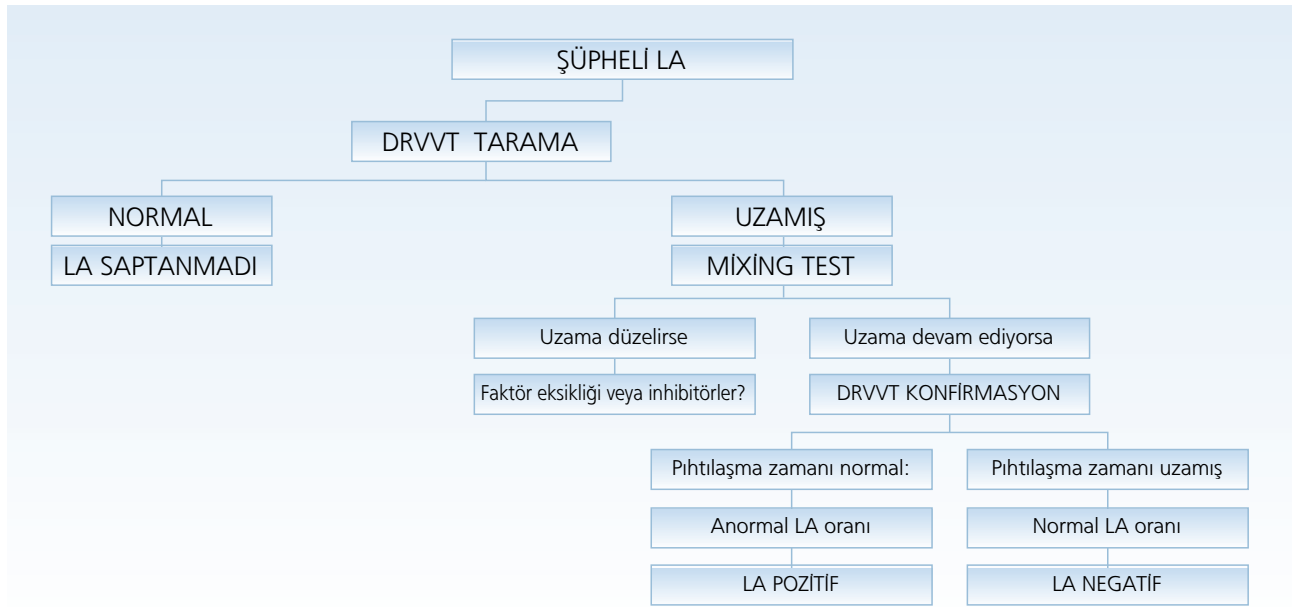 ŞÜPHELİ LA
DRVVT TARAMA
NORMAL
UZAMIŞ
LA SAPTANMADI
MİXİNG TEST
Uzama düzelirse
Uzama devam ediyorsa
Faktör eksikliği veya inhibitörler?
DRVVT KONFİRMASYON
Pıhtılaşma zamanı normal:
Pıhtılaşma zamanı uzamış
Anormal LA oranı
Normal LA oranı
LA POZİTİF
LA NEGATİF